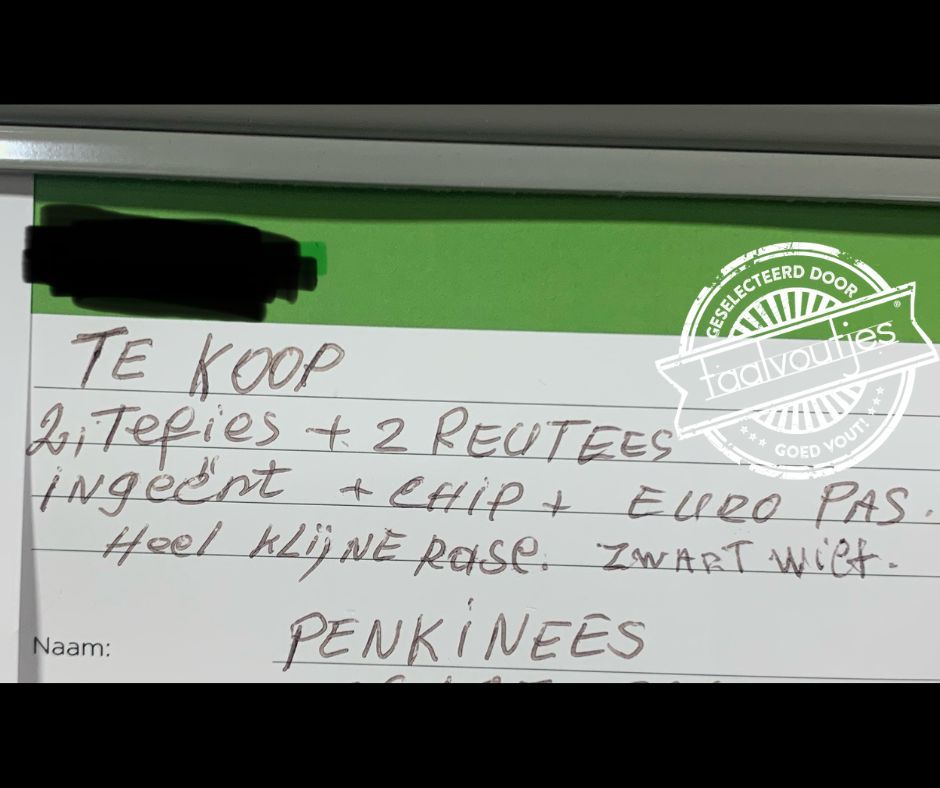 TE KOOP
2 Tefies + 2 REUTEES
iNgeënt + CHiP + EURO PAS.
Heel KLijNE Rase. ZWART wiet.
Naam: PENKiNEES
GESELECTEERD DOOR
taalvoutjes®
GOED VOUT!